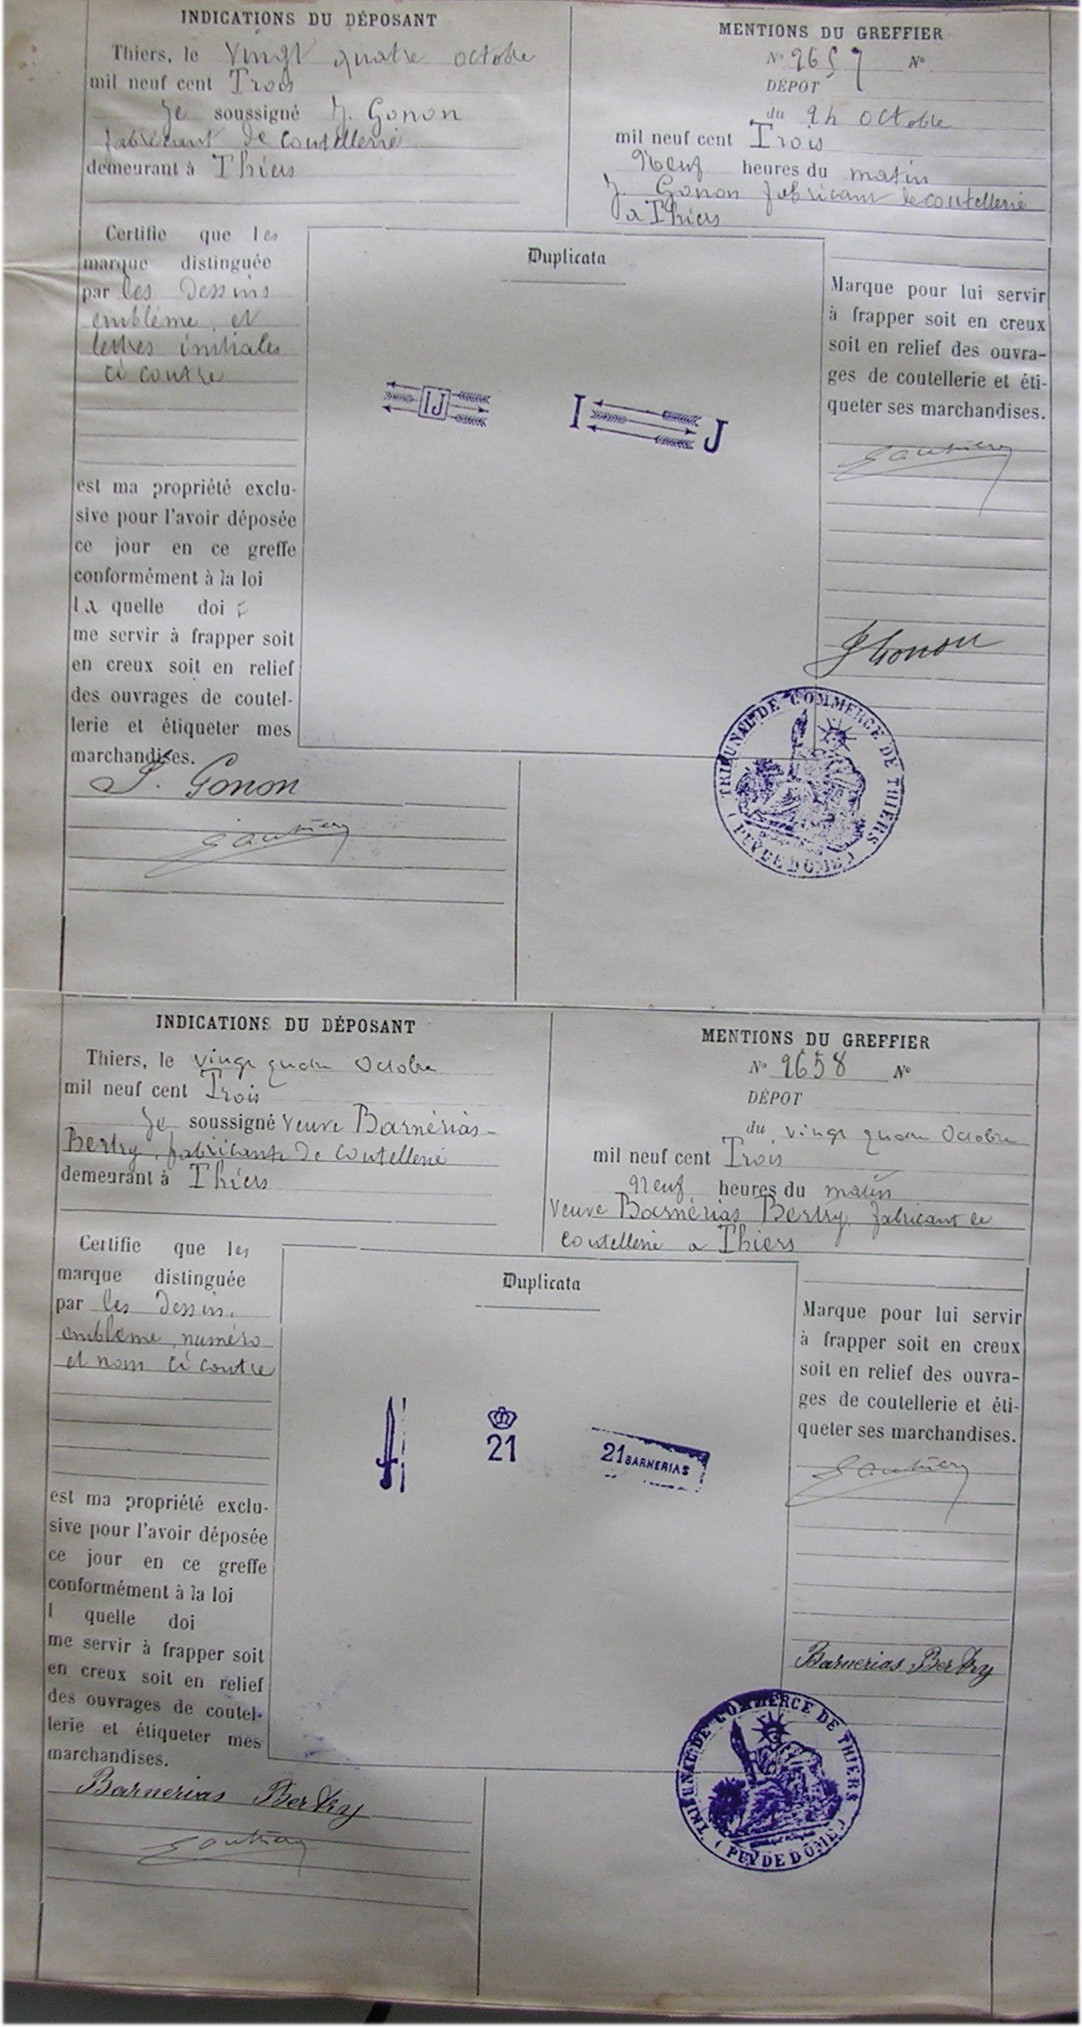 INDICATIONS DU DÉPOSANT
Thiers, le vingt quatre octobre
mil neuf cent Trois
Je soussigné J. Gonon
fabricant de coutellerie
demeurant à Thiers
MENTIONS DU GREFFIER
N° 2657 N°
DÉPOT
du 24 octobre
mil neuf cent Trois
Neuf heures du matin
J. Gonon fabricant de coutellerie
a Thiers
Certifie que les
marque distinguée
par les dessins
emblème et
lettres initiales
ci contre
est ma propriété exclu-
sive pour l'avoir déposée
ce jour en ce greffe
conformément à la loi
la quelle doi
me servir à frapper soit
en creux soit en relief
des ouvrages de coutel-
lerie et étiqueter mes
marchandises.
J. Gonon
Duplicata
IJ
I J
Marque pour lui servir
à frapper soit en creux
soit en relief des ouvra-
ges de coutellerie et éti-
queter ses marchandises.
J Gonon
TRIBUNAL DE COMMERCE DE THIERS
(PUY DE DOME)
INDICATIONS DU DÉPOSANT
Thiers, le vingt quatre Octobre
mil neuf cent Trois
Je soussigné Veuve Barnérias-
Bertry, fabricante de coutellerie
demeurant à Thiers
MENTIONS DU GREFFIER
N° 2658 N°
DÉPOT
du vingt quatre Octobre
mil neuf cent Trois
Neuf heures du matin
Veuve Barnérias Bertry, fabricant de
coutellerie a Thiers
Certifie que les
marque distinguée
par les dessins,
emblème, numéro
et nom ci contre
est ma propriété exclu-
sive pour l'avoir déposée
ce jour en ce greffe
conformément à la loi
l quelle doi
me servir à frapper soit
en creux soit en relief
des ouvrages de coutel-
lerie et étiqueter mes
marchandises.
Barnerias Bertry
Duplicata
21
21 BARNERIAS
Marque pour lui servir
à frapper soit en creux
soit en relief des ouvra-
ges de coutellerie et éti-
queter ses marchandises.
Barnerias Bertry
TRIBUNAL DE COMMERCE DE THIERS
(PUY DE DOME)